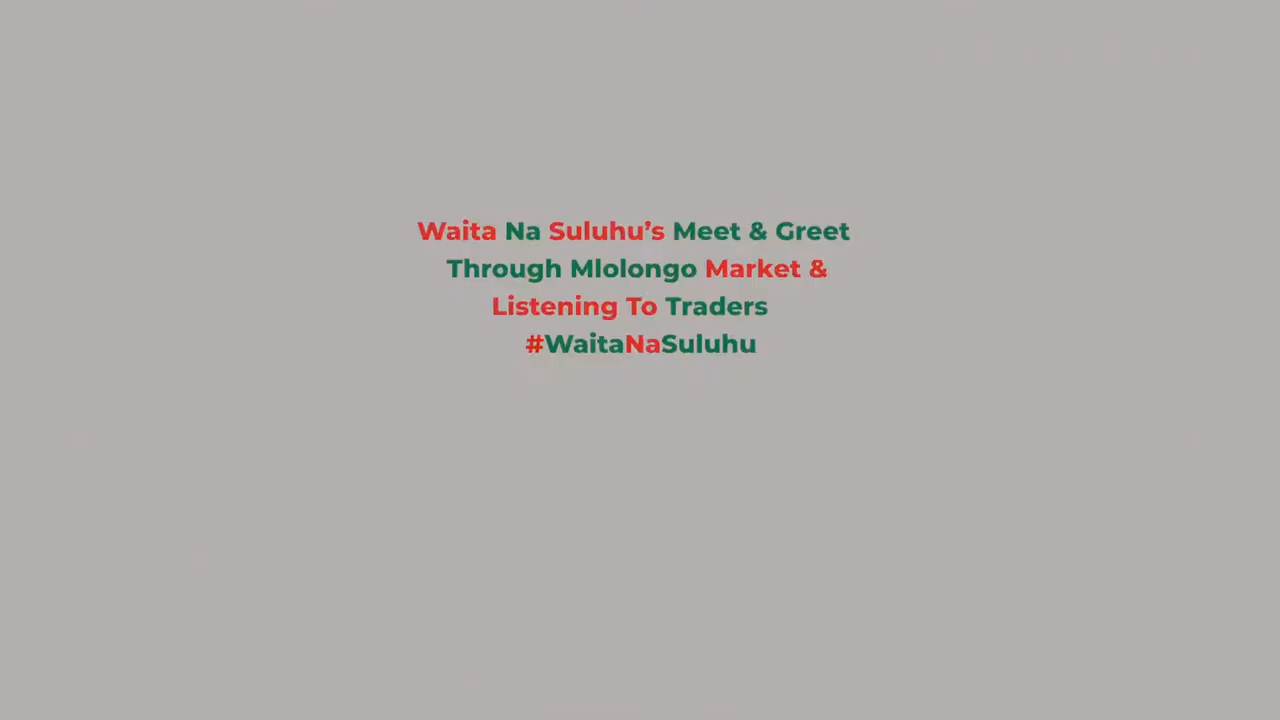 Waita Na Suluhu’s Meet & Greet
Through Mlolongo Market &
Listening To Traders
#WaitaNaSuluhu